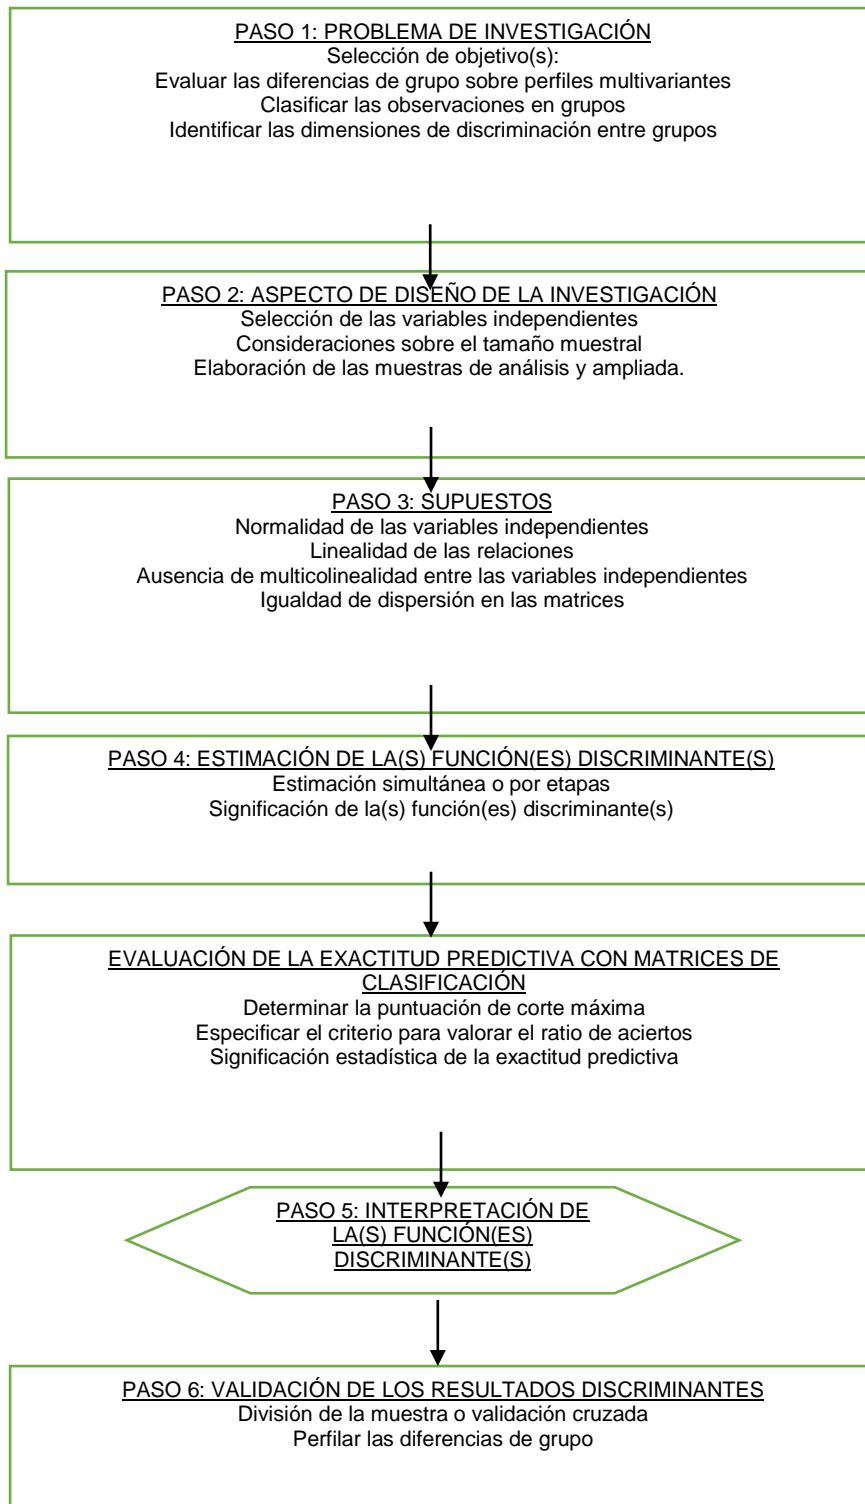 PASO 1: PROBLEMA DE INVESTIGACIÓN
Selección de objetivo(s):
Evaluar las diferencias de grupo sobre perfiles multivariantes
Clasificar las observaciones en grupos
Identificar las dimensiones de discriminación entre grupos
PASO 2: ASPECTO DE DISEÑO DE LA INVESTIGACIÓN
Selección de las variables independientes
Consideraciones sobre el tamaño muestral
Elaboración de las muestras de análisis y ampliada.
PASO 3: SUPUESTOS
Normalidad de las variables independientes
Linealidad de las relaciones
Ausencia de multicolinealidad entre las variables independientes
Igualdad de dispersión en las matrices
PASO 4: ESTIMACIÓN DE LA(S) FUNCIÓN(ES) DISCRIMINANTE(S)
Estimación simultánea o por etapas
Significación de la(s) función(es) discriminante(s)
EVALUACIÓN DE LA EXACTITUD PREDICTIVA CON MATRICES DE
CLASIFICACIÓN
Determinar la puntuación de corte máxima
Especificar el criterio para valorar el ratio de aciertos
Significación estadística de la exactitud predictiva
PASO 5: INTERPRETACIÓN DE
LA(S) FUNCIÓN(ES)
DISCRIMINANTE(S)
PASO 6: VALIDACIÓN DE LOS RESULTADOS DISCRIMINANTES
División de la muestra o validación cruzada
Perfilar las diferencias de grupo